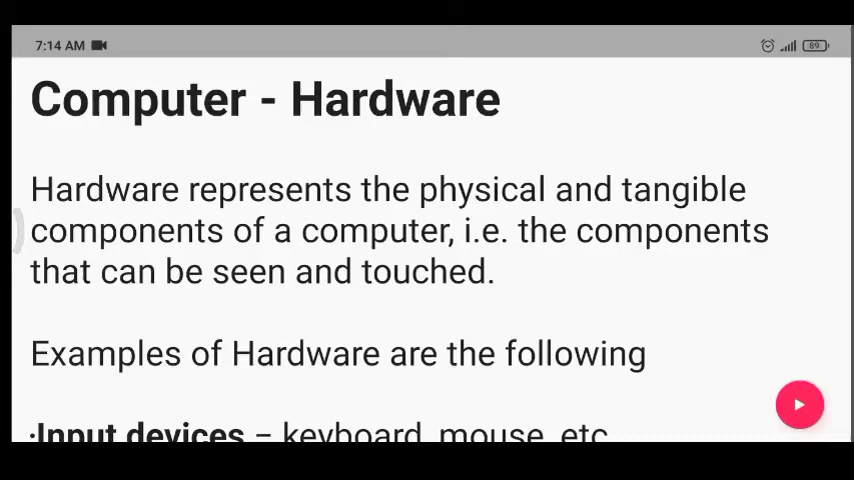 7:14 AM
89
Computer - Hardware
Hardware represents the physical and tangible
components of a computer, i.e. the components
that can be seen and touched.
Examples of Hardware are the following
·Input devices – keyboard, mouse, etc.